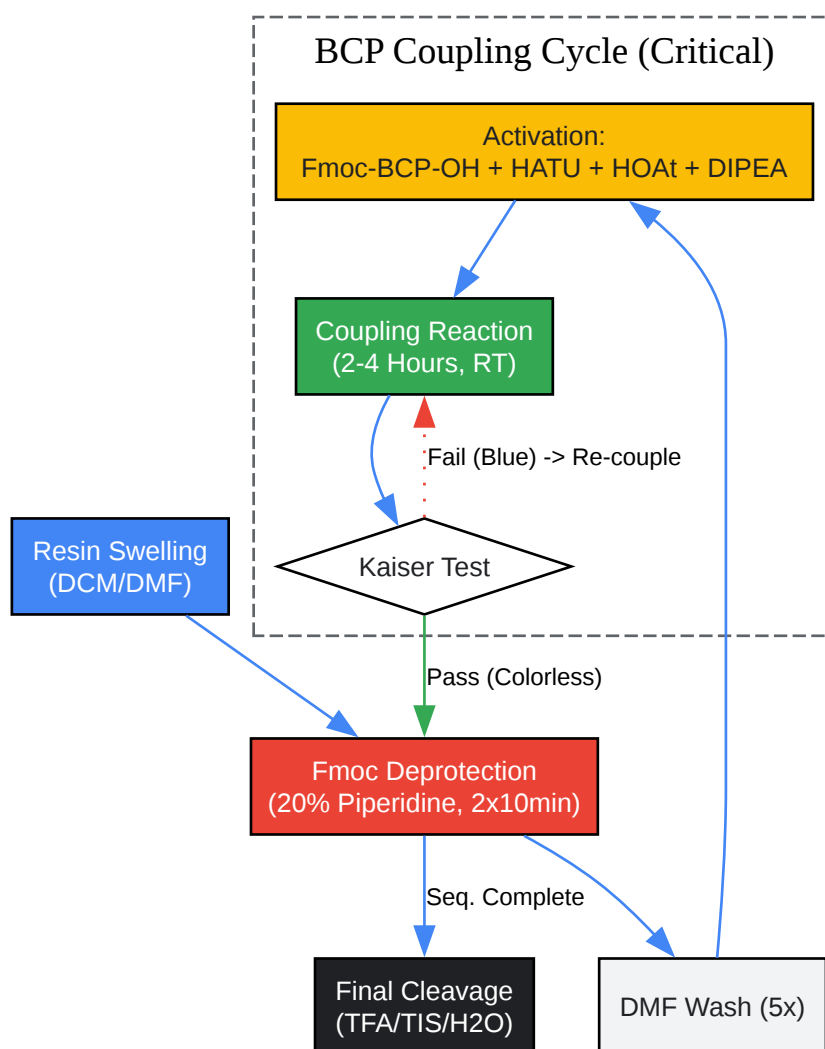 BCP Coupling Cycle (Critical)
Activation:
Fmoc-BCP-OH + HATU + HOAt + DIPEA
Coupling Reaction
(2-4 Hours, RT)
Fail (Blue) -> Re-couple
Resin Swelling
(DCM/DMF)
Kaiser Test
Pass (Colorless)
Fmoc Deprotection
(20% Piperidine, 2x10min)
Seq. Complete
Final Cleavage
(TFA/TIS/H2O)
DMF Wash (5x)